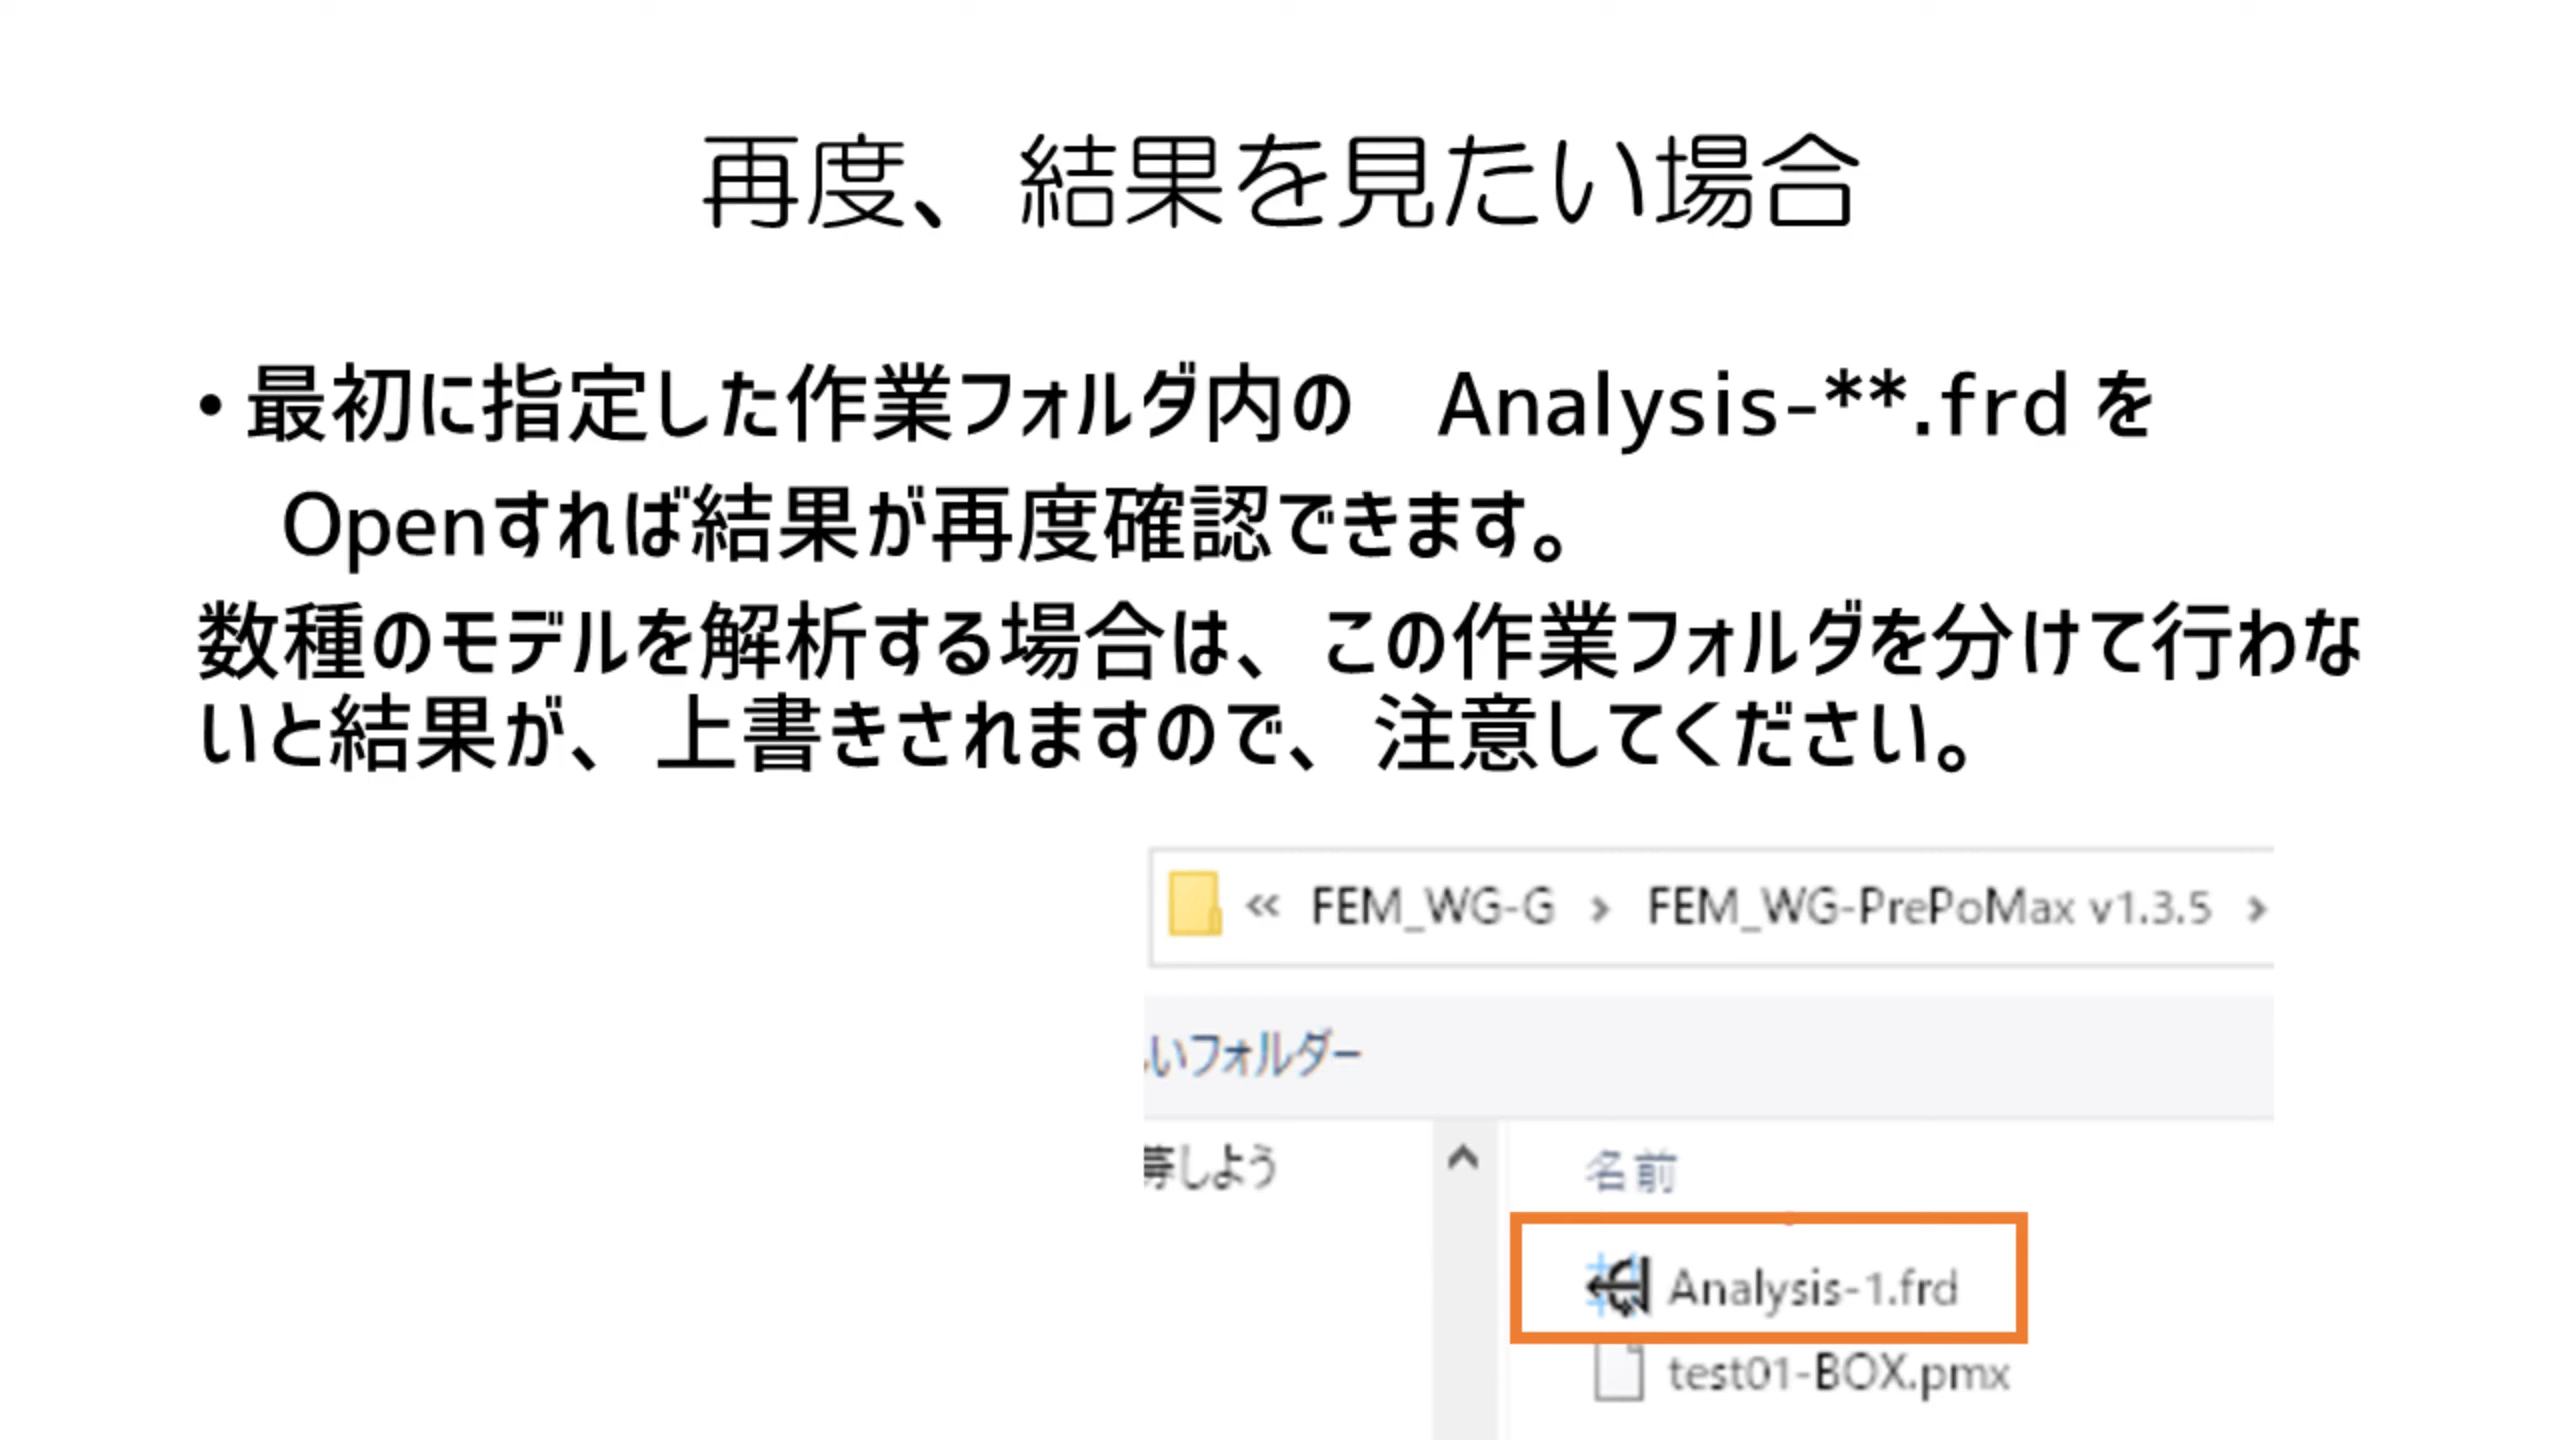 再度、結果を見たい場合
• 最初に指定した作業フォルダ内の　Analysis-**.frd を
Openすれば結果が再度確認できます。
数種のモデルを解析する場合は、この作業フォルダを分けて行わな
いと結果が、上書きされますので、注意してください。
« FEM_WG-G › FEM_WG-PrePoMax v1.3.5 ›
いフォルダー
しよう
名前
Analysis-1.frd
test01-BOX.pmx